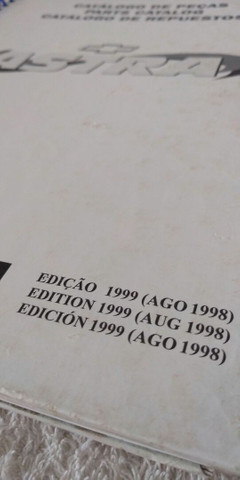 CATÁLOGO DE PEÇAS
PARTS CATALOG
CATÁLOGO DE REPUESTOS
ASTRA
EDIÇÃO 1999 (AGO 1998)
EDITION 1999 (AUG 1998)
EDICIÓN 1999 (AGO 1998)